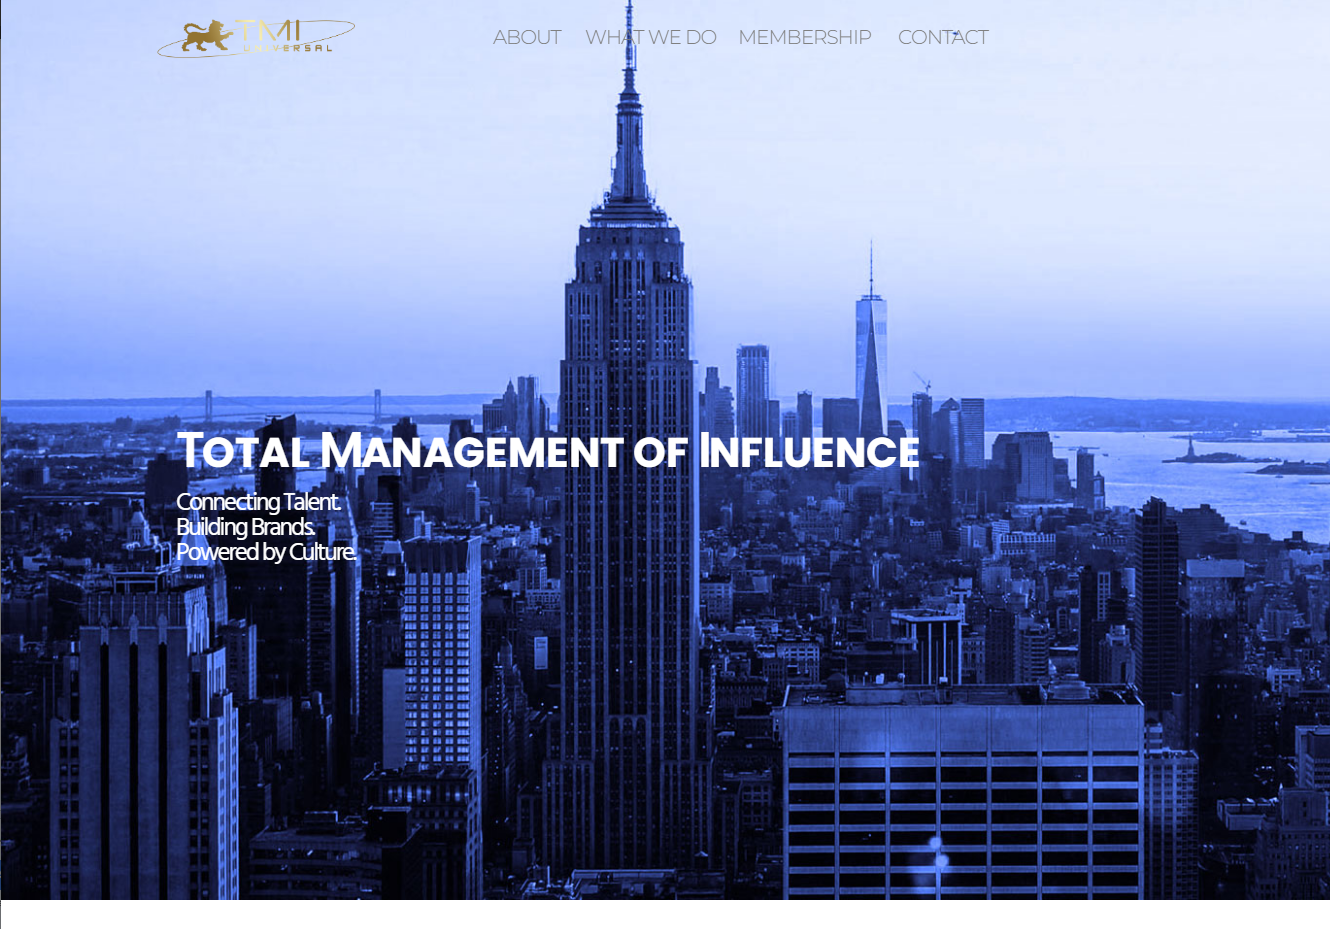 TMI
UNIVERSAL
ABOUT WHAT WE DO MEMBERSHIP CONTACT
TOTAL MANAGEMENT OF INFLUENCE
Connecting Talent.
Building Brands.
Powered by Culture.